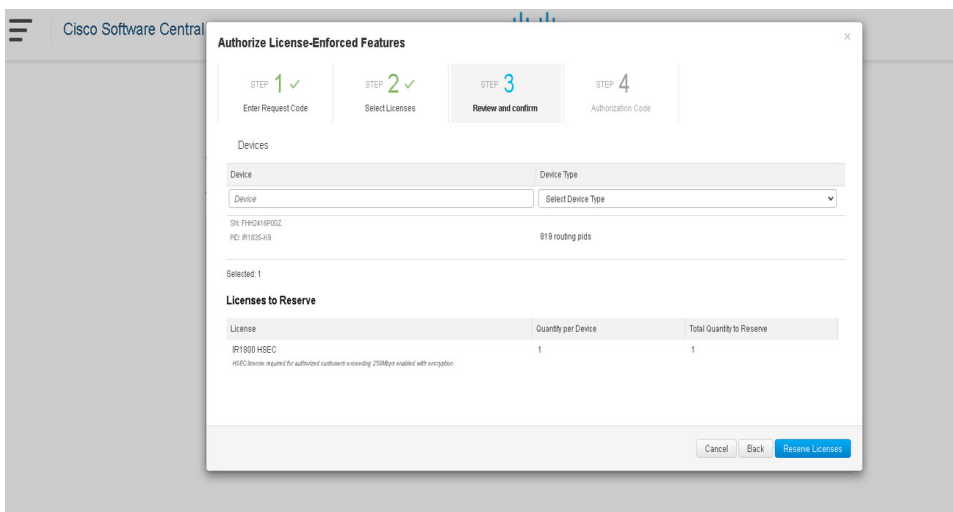 Cisco Software Central
Authorize License-Enforced Features
X
STEP 1 ✓
Enter Request Code
STEP 2 ✓
Select Licenses
STEP 3
Review and confirm
STEP 4
Authorization Code
Devices
Device
Device Type
Device
Select Device Type
SN: FHH2416P00Z
PID: IR1835-K9
819 routing pids
Selected: 1
Licenses to Reserve
License
Quantity per Device
Total Quantity to Reserve
IR1800 HSEC
1
1
HSEC license required for authorized customers exceeding 250Mbps enabled with encryption
Cancel
Back
Reserve Licenses